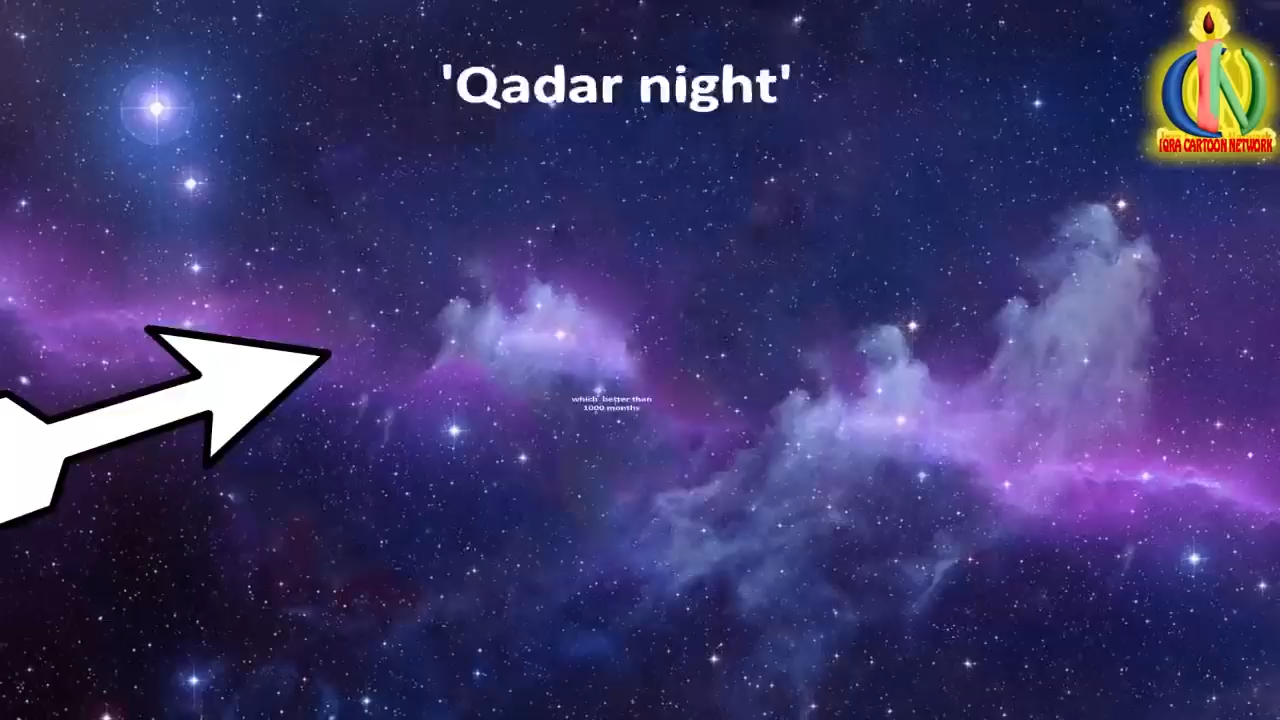 'Qadar night'
IQRA CARTOON NETWORK
which better than
1000 months